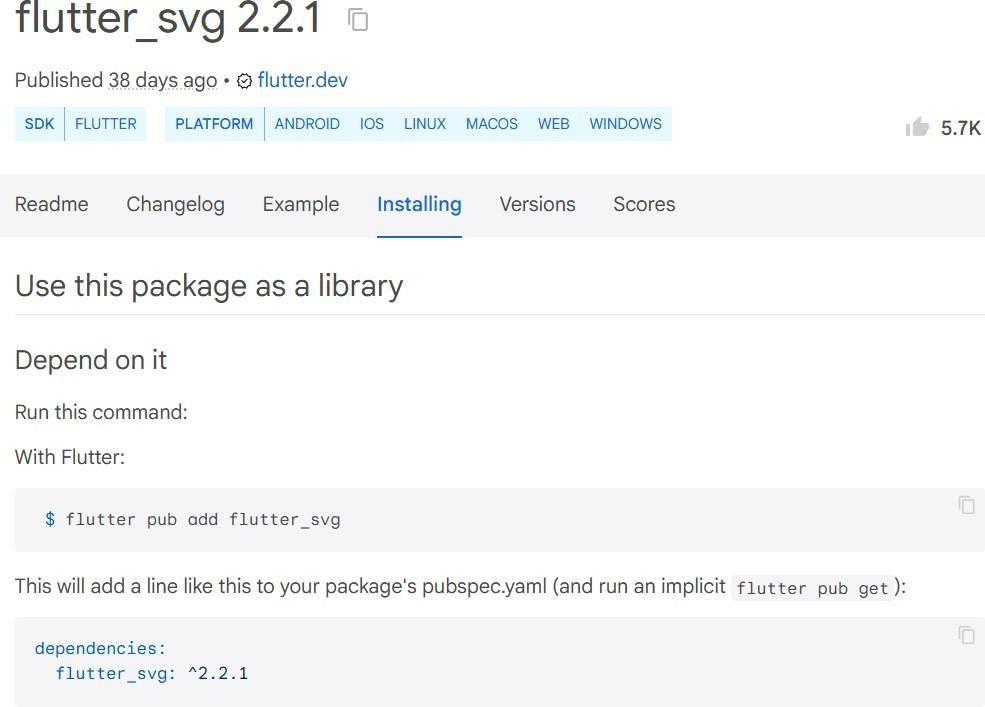 flutter_svg 2.2.1
Published 38 days ago • flutter.dev
SDK FLUTTER PLATFORM ANDROID IOS LINUX MACOS WEB WINDOWS
5.7K
Readme Changelog Example Installing Versions Scores
Use this package as a library
Depend on it
Run this command:
With Flutter:
$ flutter pub add flutter_svg
This will add a line like this to your package's pubspec.yaml (and run an implicit flutter pub get):
dependencies:
  flutter_svg: ^2.2.1